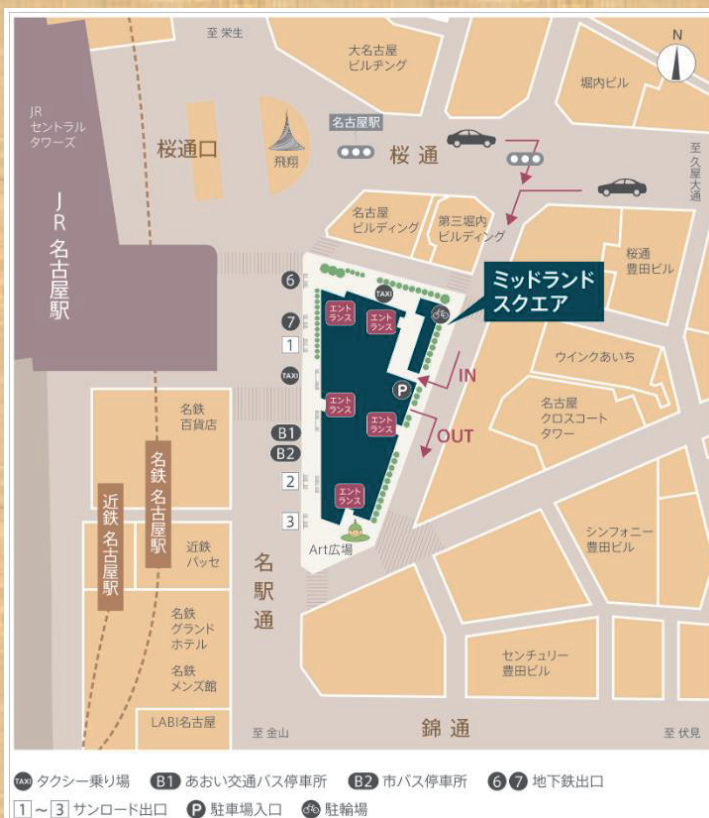 至 栄生
N
大名古屋
ビルヂング
堀内ビル
JR
セントラル
タワーズ
名古屋駅
桜通口
飛翔
桜通
至 久屋大通
JR 名古屋駅
名古屋
ビルディング
第三堀内
ビルディング
桜通
豊田ビル
6
TAXI
ミッドランド
スクエア
エント
ランス
エント
ランス
7
1
ウインクあいち
IN
TAXI
P
名鉄
百貨店
エント
ランス
名古屋
クロスコート
タワー
エント
ランス
OUT
B1
B2
名鉄 名古屋駅
2
エント
ランス
近鉄 名古屋駅
3
近鉄
パッセ
Art広場
シンフォニー
豊田ビル
名駅通
名鉄
グランド
ホテル
名鉄
メンズ館
センチュリー
豊田ビル
LABI名古屋
至 金山
錦通
至 伏見
TAXI タクシー乗り場 B1 あおい交通バス停車所 B2 市バス停車所 6 7 地下鉄出口
1 ～ 3 サンロード出口 P 駐車場入口 駐輪場